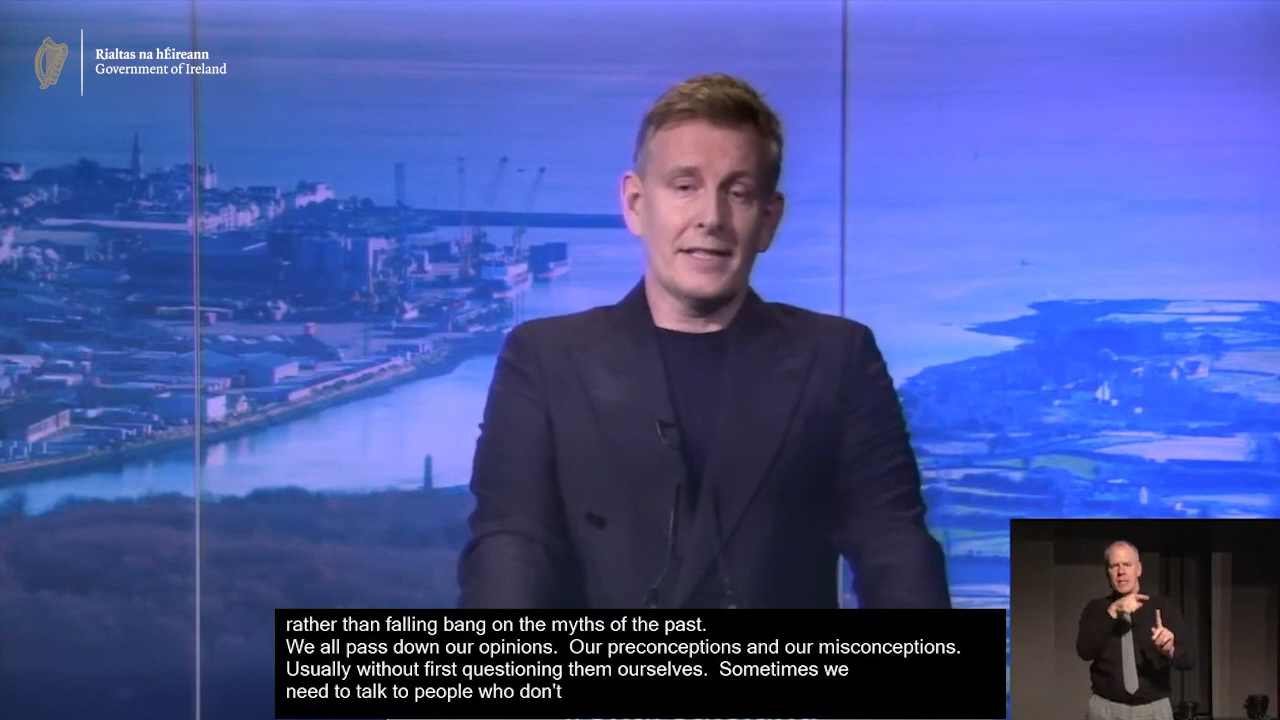 Rialtas na hÉireann
Government of Ireland
rather than falling bang on the myths of the past.
We all pass down our opinions.  Our preconceptions and our misconceptions.
Usually without first questioning them ourselves.  Sometimes we
need to talk to people who don't